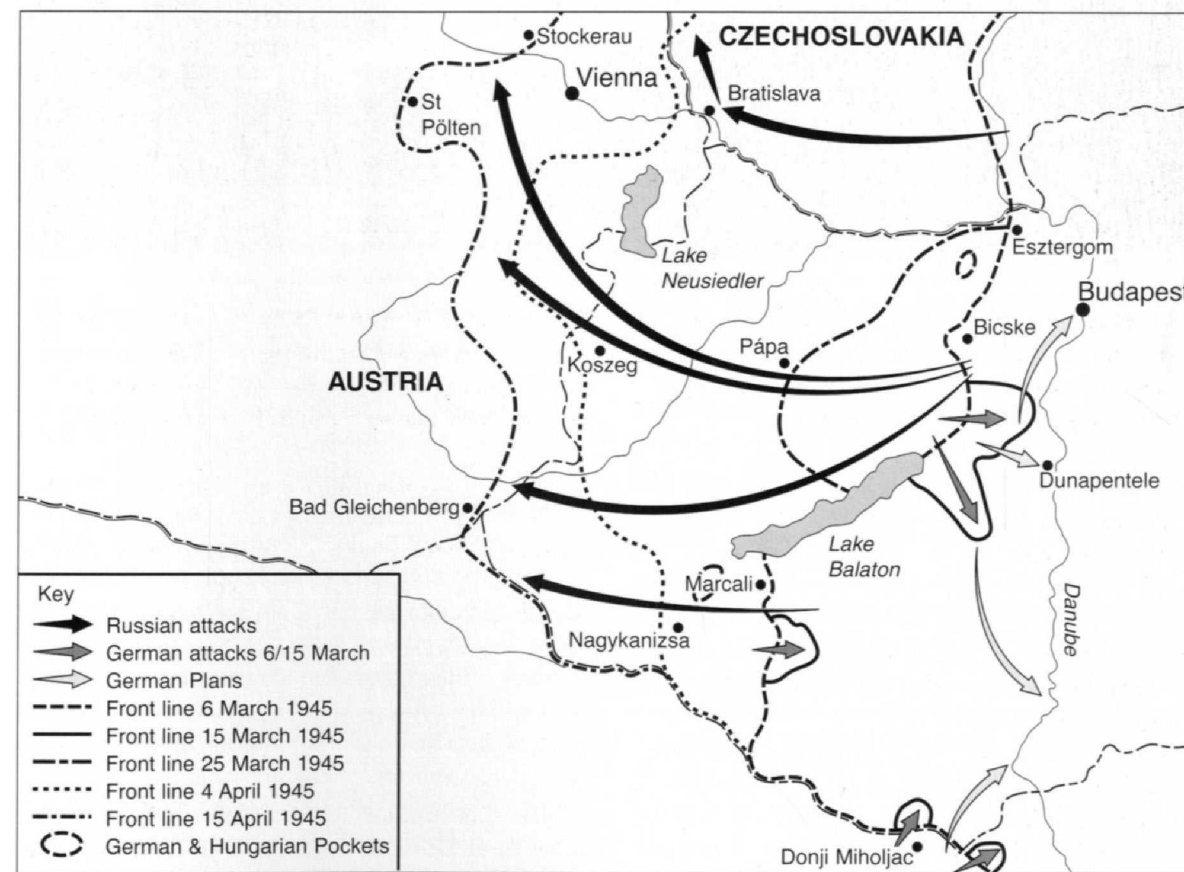 CZECHOSLOVAKIA
Stockerau
Vienna
Bratislava
St
Pölten
Esztergom
Lake
Neusiedler
Budapest
Bicske
Pápa
Koszeg
AUSTRIA
Dunapentele
Bad Gleichenberg
Lake
Balaton
Danube
Marcali
Nagykanizsa
Donji Miholjac
Key
Russian attacks
German attacks 6/15 March
German Plans
Front line 6 March 1945
Front line 15 March 1945
Front line 25 March 1945
Front line 4 April 1945
Front line 15 April 1945
German & Hungarian Pockets